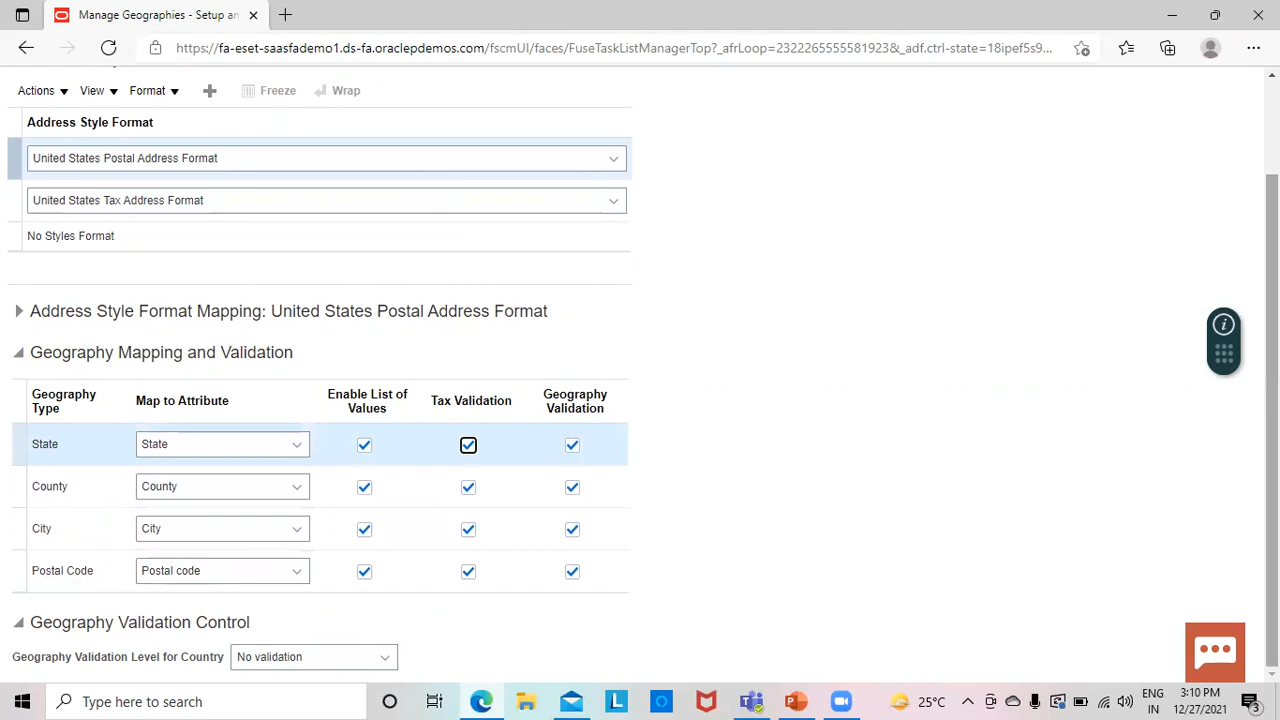 Manage Geographies - Setup an
https://fa-eset-saasfademo1.ds-fa.oraclepdemos.com/fscmUI/faces/FuseTaskListManagerTop?_afrLoop=2322265555581923&_adf.ctrl-state=18ipef5s9...
Actions View Format Freeze Wrap
Address Style Format
United States Postal Address Format
United States Tax Address Format
No Styles Format
Address Style Format Mapping: United States Postal Address Format
Geography Mapping and Validation
Geography Type Map to Attribute Enable List of Values Tax Validation Geography Validation
State State
County County
City City
Postal Code Postal code
Geography Validation Control
Geography Validation Level for Country No validation
Type here to search
25°C
ENG 3:10 PM
IN 12/27/2021 3